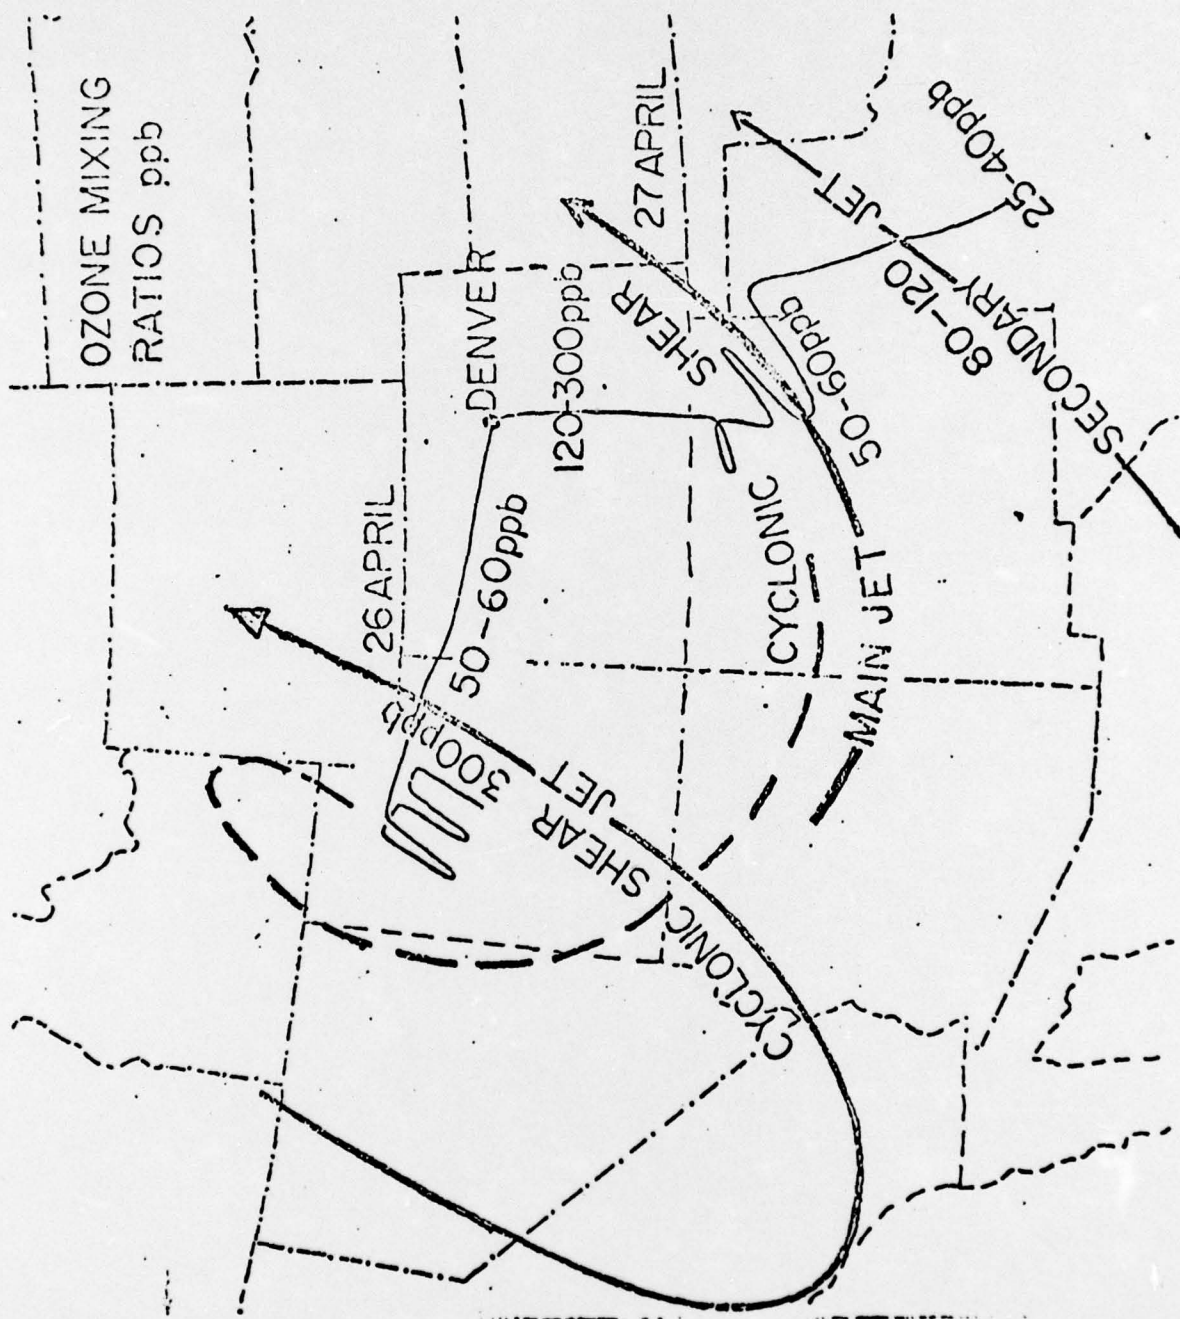 OZONE MIXING
RATIOS ppb
26 APRIL
DENVER
27 APRIL
50-60ppb
120-300ppb
300ppb
SHEAR
JET
CYCLONIC
SHEAR
CYCLONIC
MAIN JET
50-60ppb
80-120
SECONDARY JET
25-40ppb